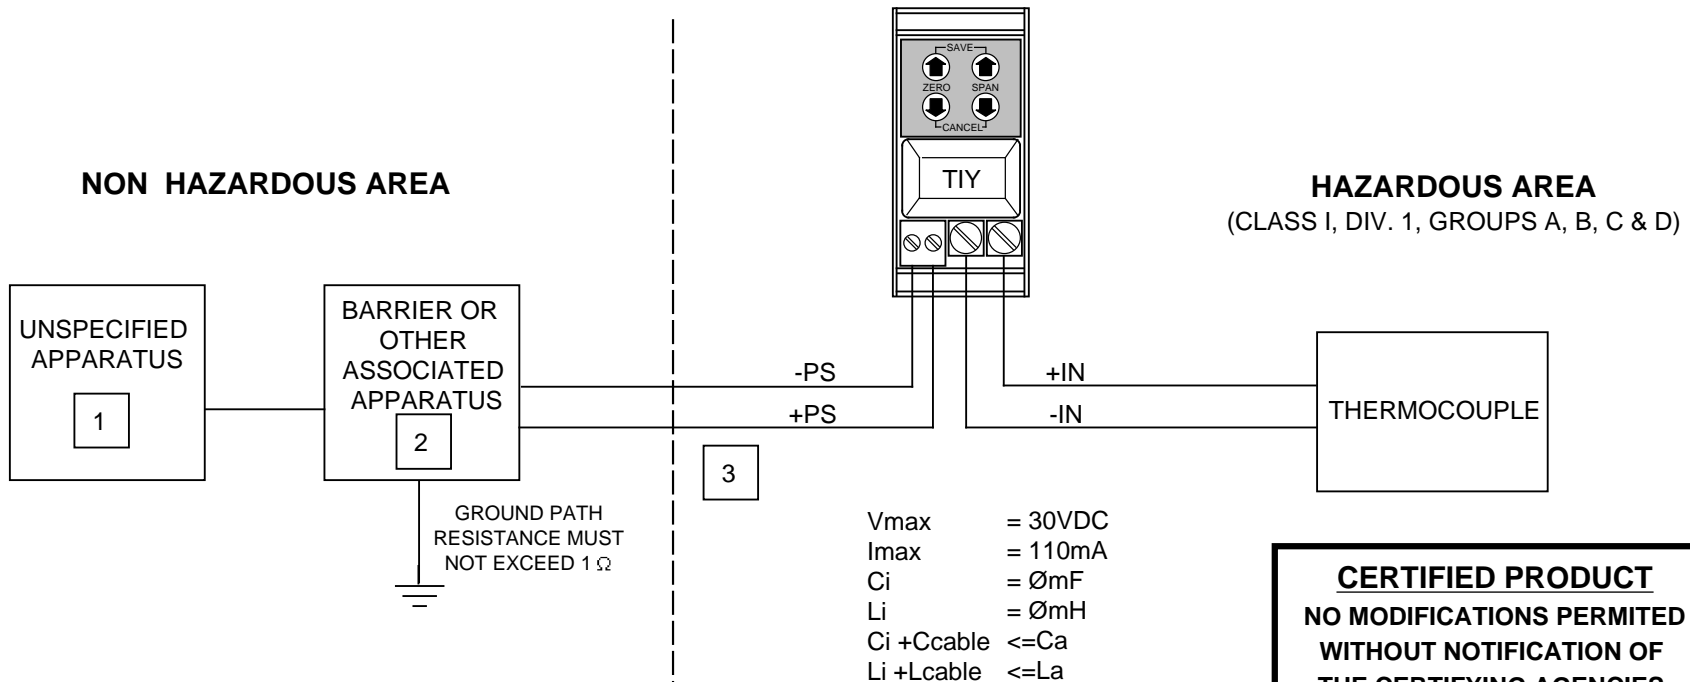 SAVE
ZERO SPAN
CANCEL
TIY
NON HAZARDOUS AREA
HAZARDOUS AREA
(CLASS I, DIV. 1, GROUPS A, B, C & D)
UNSPECIFIED
APPARATUS
1
BARRIER OR
OTHER
ASSOCIATED
APPARATUS
2
-PS
+PS
+IN
-IN
THERMOCOUPLE
3
GROUND PATH
RESISTANCE MUST
NOT EXCEED 1 Ω
Vmax = 30VDC
Imax = 110mA
Ci = ØmF
Li = ØmH
Ci +Ccable <=Ca
Li +Lcable <=La
CERTIFIED PRODUCT
NO MODIFICATIONS PERMITED
WITHOUT NOTIFICATION OF
THE CERTIFYING AGENCIES